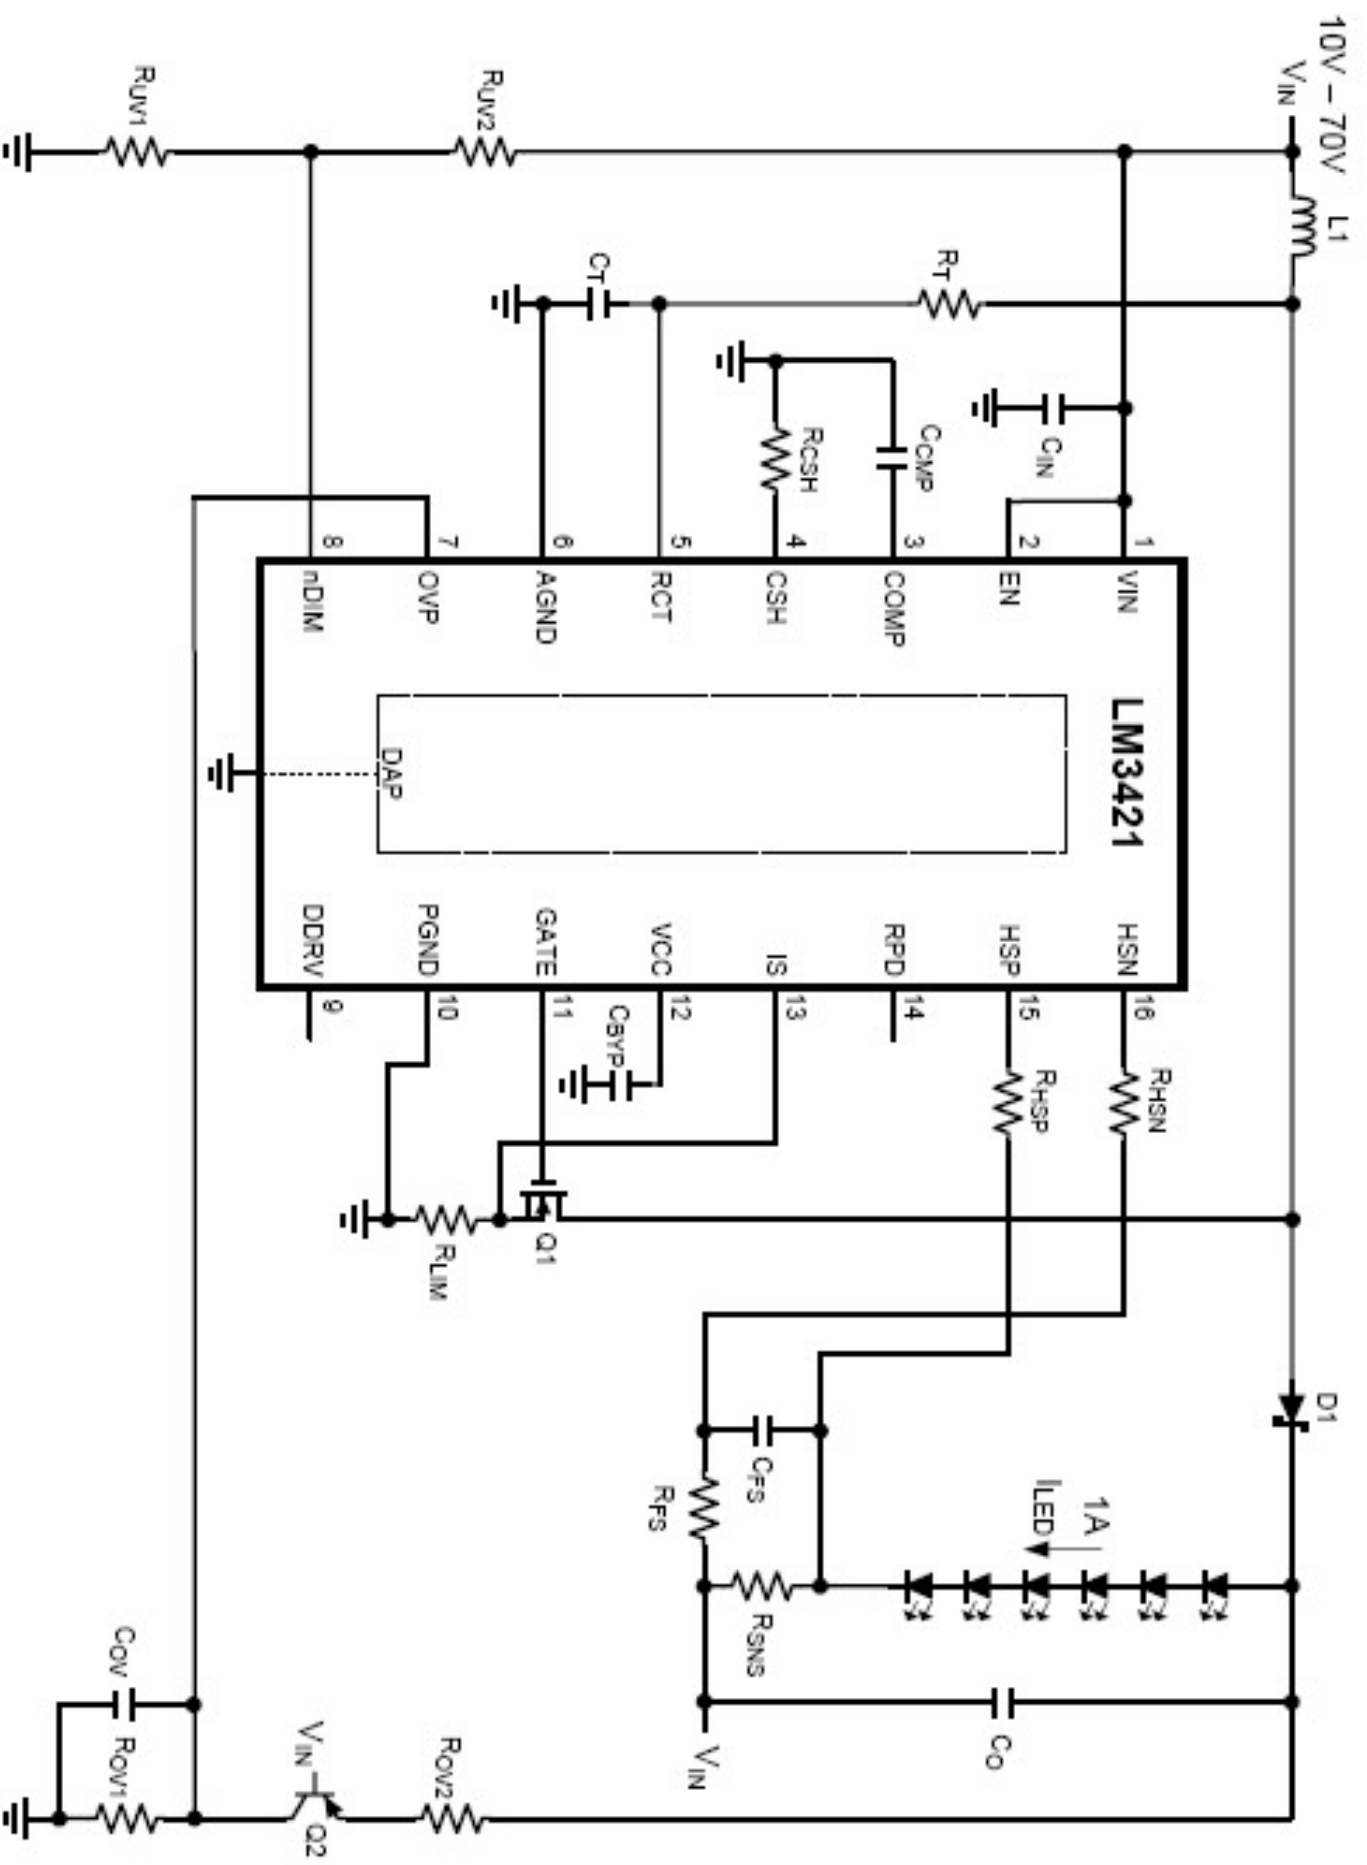 10V – 70V
VIN
L1
D1
RUV2
RT
CIN
CCMP
RCSH
CT
RUV1
LM3421
1
VIN
2
EN
3
COMP
4
CSH
5
RCT
6
AGND
7
OVP
8
nDIM
DAP
HSN
16
HSP
15
RPD
14
IS
13
VCC
12
GATE
11
PGND
10
DDRV
9
RHSN
RHSP
CBYP
Q1
RLIM
1A
ILED
CFS
RFS
RSNS
CO
VIN
ROV2
VIN
Q2
COV
ROV1